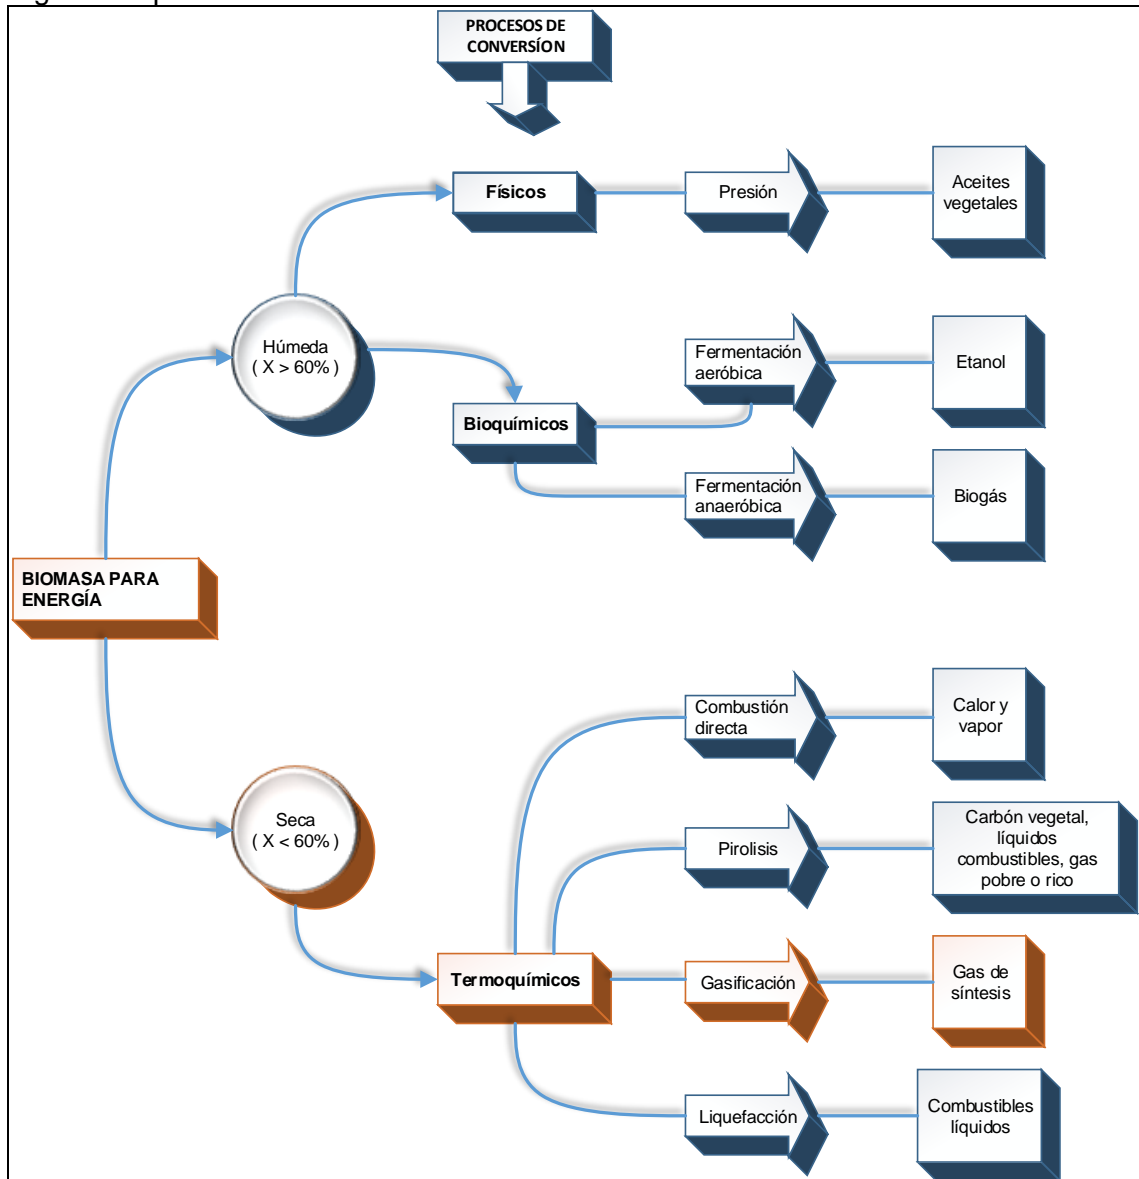 PROCESOS DE
CONVERSÍON
Físicos
Presión
Aceites
vegetales
Húmeda
( X > 60% )
Bioquímicos
Fermentación
aeróbica
Etanol
Fermentación
anaeróbica
Biogás
BIOMASA PARA
ENERGÍA
Combustión
directa
Calor y
vapor
Seca
( X < 60% )
Pirolisis
Carbón vegetal,
líquidos
combustibles, gas
pobre o rico
Termoquímicos
Gasificación
Gas de
síntesis
Liquefacción
Combustibles
líquidos